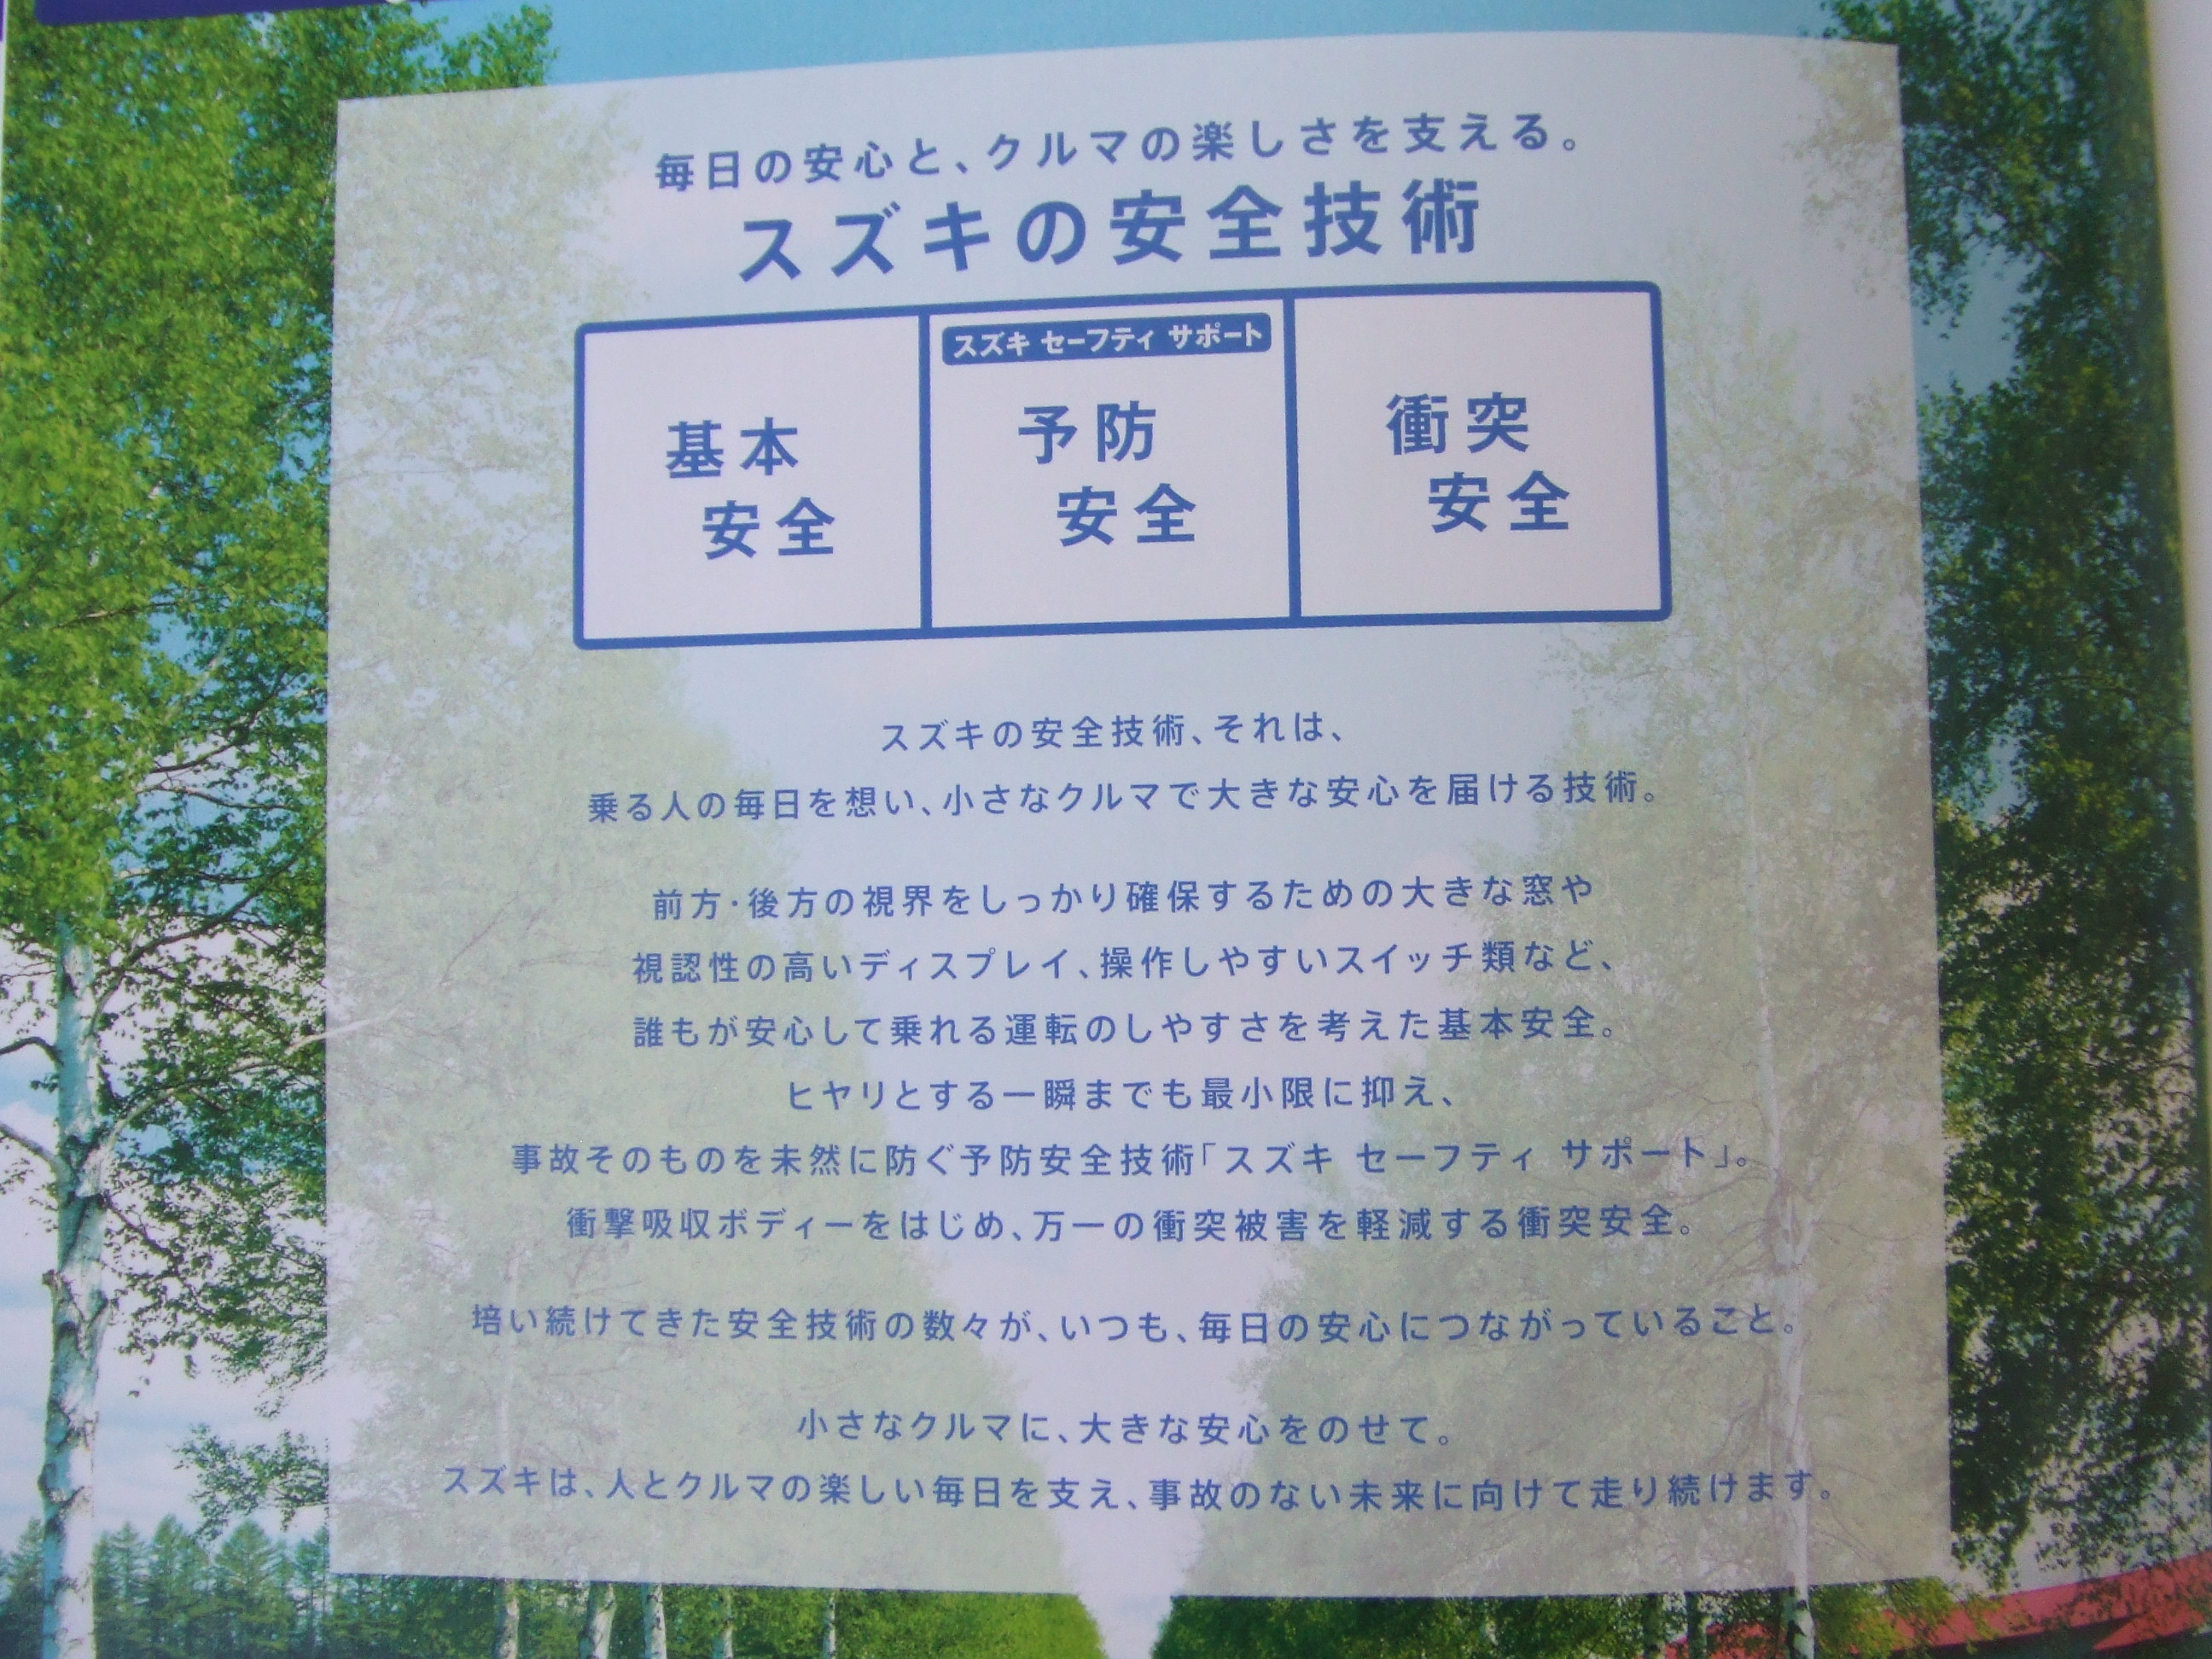 毎日の安心と、クルマの楽しさを支える。
スズキの安全技術
基本
安全
スズキ セーフティ サポート
予防
安全
衝突
安全
スズキの安全技術、それは、
乗る人の毎日を想い、小さなクルマで大きな安心を届ける技術。
前方・後方の視界をしっかり確保するための大きな窓や
視認性の高いディスプレイ、操作しやすいスイッチ類など、
誰もが安心して乗れる運転のしやすさを考えた基本安全。
ヒヤリとする一瞬までも最小限に抑え、
事故そのものを未然に防ぐ予防安全技術「スズキ セーフティ サポート」。
衝撃吸収ボディーをはじめ、万一の衝突被害を軽減する衝突安全。
培い続けてきた安全技術の数々が、いつも、毎日の安心につながっていること。
小さなクルマに、大きな安心をのせて。
スズキは、人とクルマの楽しい毎日を支え、事故のない未来に向けて走り続けます。